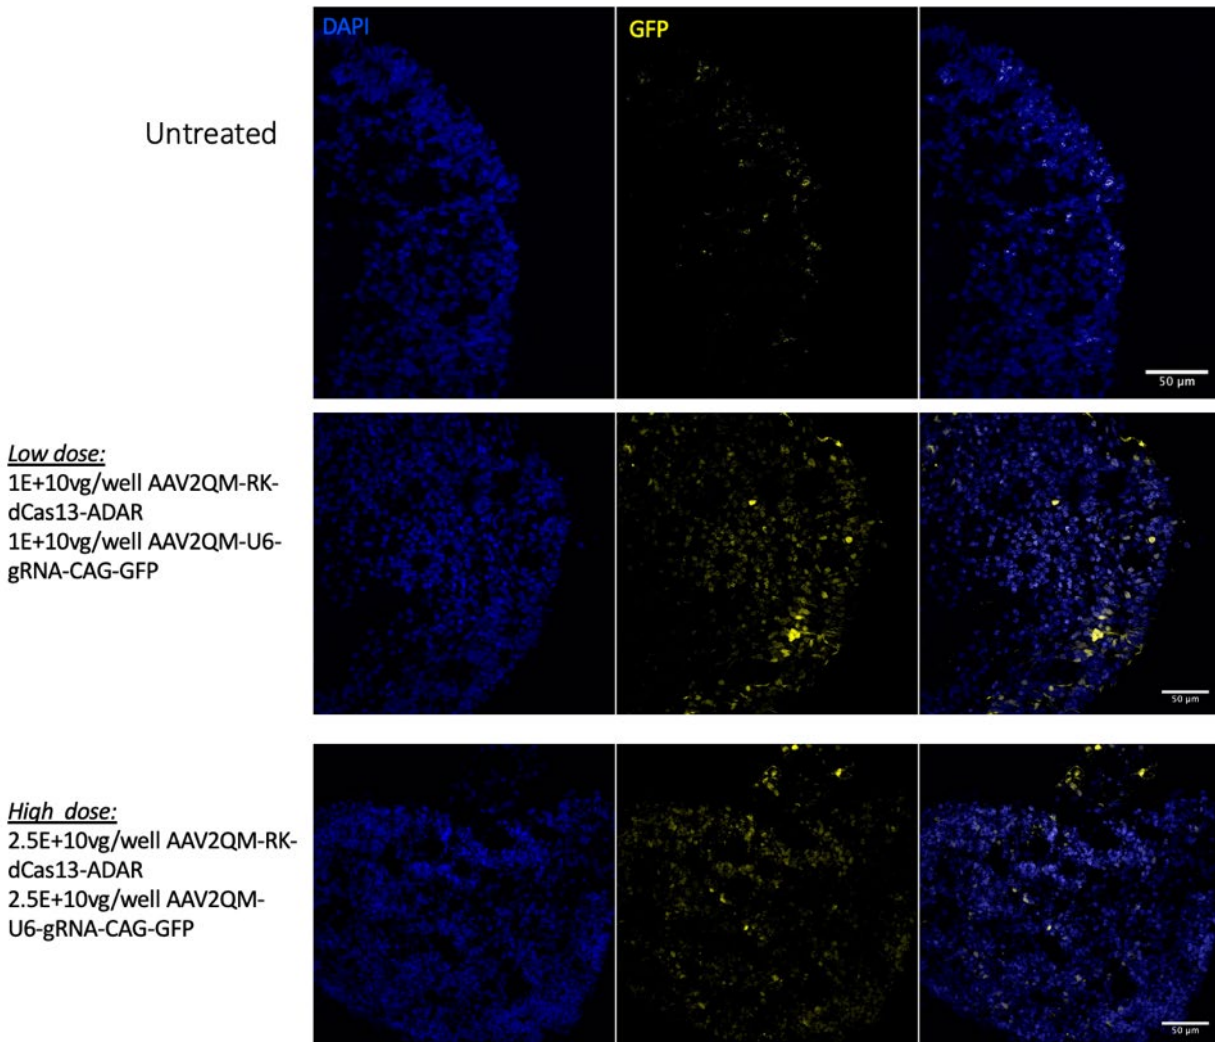 DAPI
GFP
Untreated
50 µm
Low dose:
1E+10vg/well AAV2QM-RK-
dCas13-ADAR
1E+10vg/well AAV2QM-U6-
gRNA-CAG-GFP
50 µm
High dose:
2.5E+10vg/well AAV2QM-RK-
dCas13-ADAR
2.5E+10vg/well AAV2QM-
U6-gRNA-CAG-GFP
50 µm